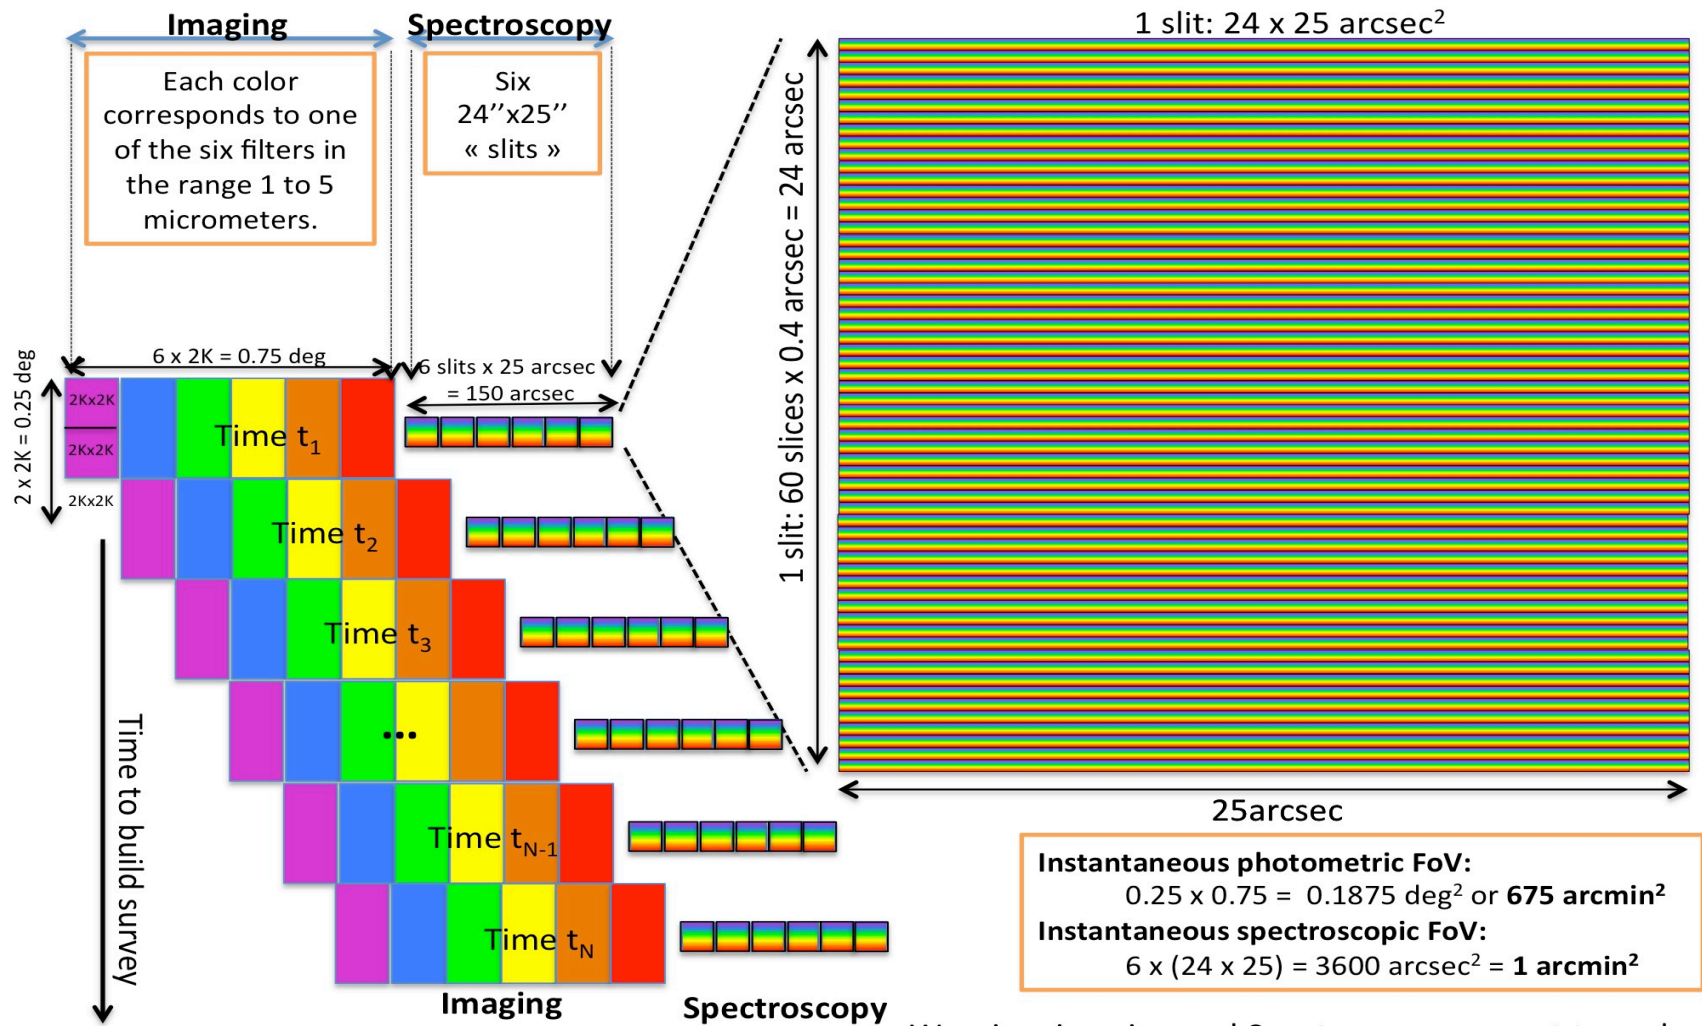 Imaging
Spectroscopy
1 slit: 24 x 25 arcsec²
Each color
corresponds to one
of the six filters in
the range 1 to 5
micrometers.
Six
24’’x25’’
« slits »
1 slit: 60 slices x 0.4 arcsec = 24 arcsec
6 x 2K = 0.75 deg
6 slits x 25 arcsec
= 150 arcsec
2 x 2K = 0.25 deg
2Kx2K
2Kx2K
2Kx2K
Time t₁
Time t₂
Time t₃
...
Time tN-1
Time tN
Time to build survey
25arcsec
Instantaneous photometric FoV:
0.25 x 0.75 = 0.1875 deg² or 675 arcmin²
Instantaneous spectroscopic FoV:
6 x (24 x 25) = 3600 arcsec² = 1 arcmin²
Imaging
Spectroscopy